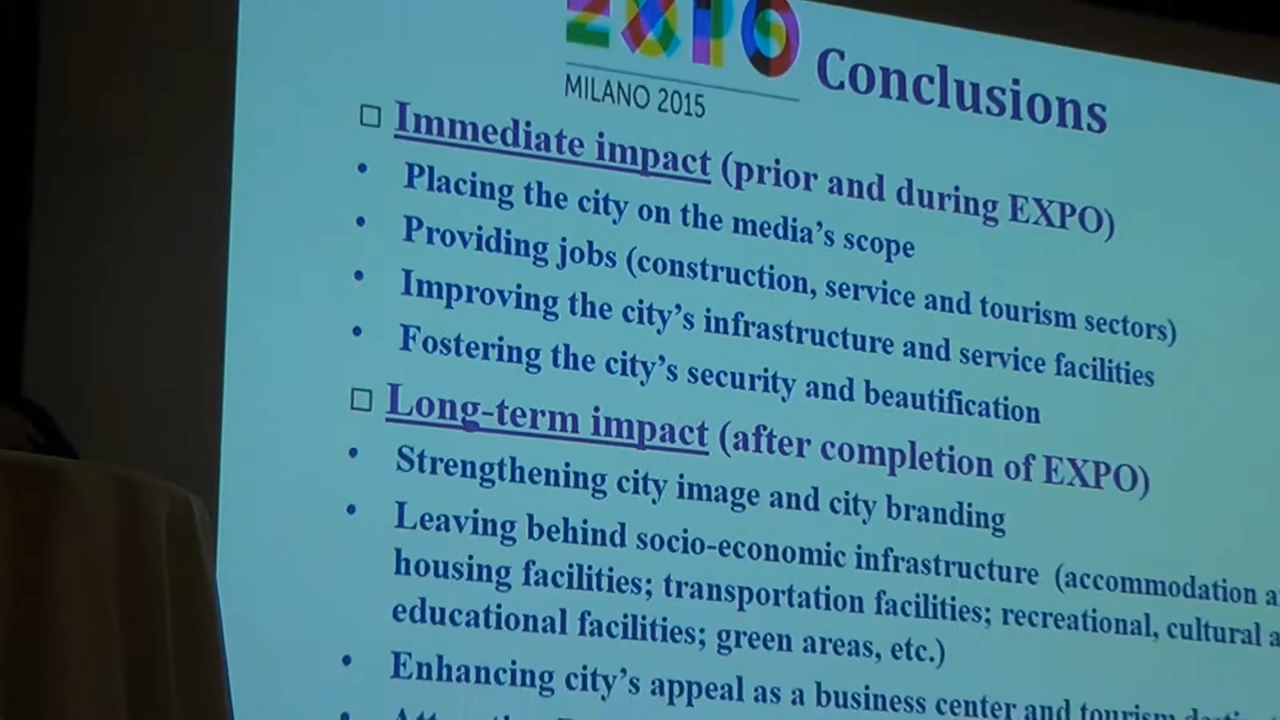 EXPO
MILANO 2015
Conclusions
□ Immediate impact (prior and during EXPO)
• Placing the city on the media's scope
• Providing jobs (construction, service and tourism sectors)
• Improving the city's infrastructure and service facilities
• Fostering the city's security and beautification
□ Long-term impact (after completion of EXPO)
• Strengthening city image and city branding
• Leaving behind socio-economic infrastructure (accommodation
housing facilities; transportation facilities; recreational, cultural
educational facilities; green areas, etc.)
• Enhancing city's appeal as a business center and tourism